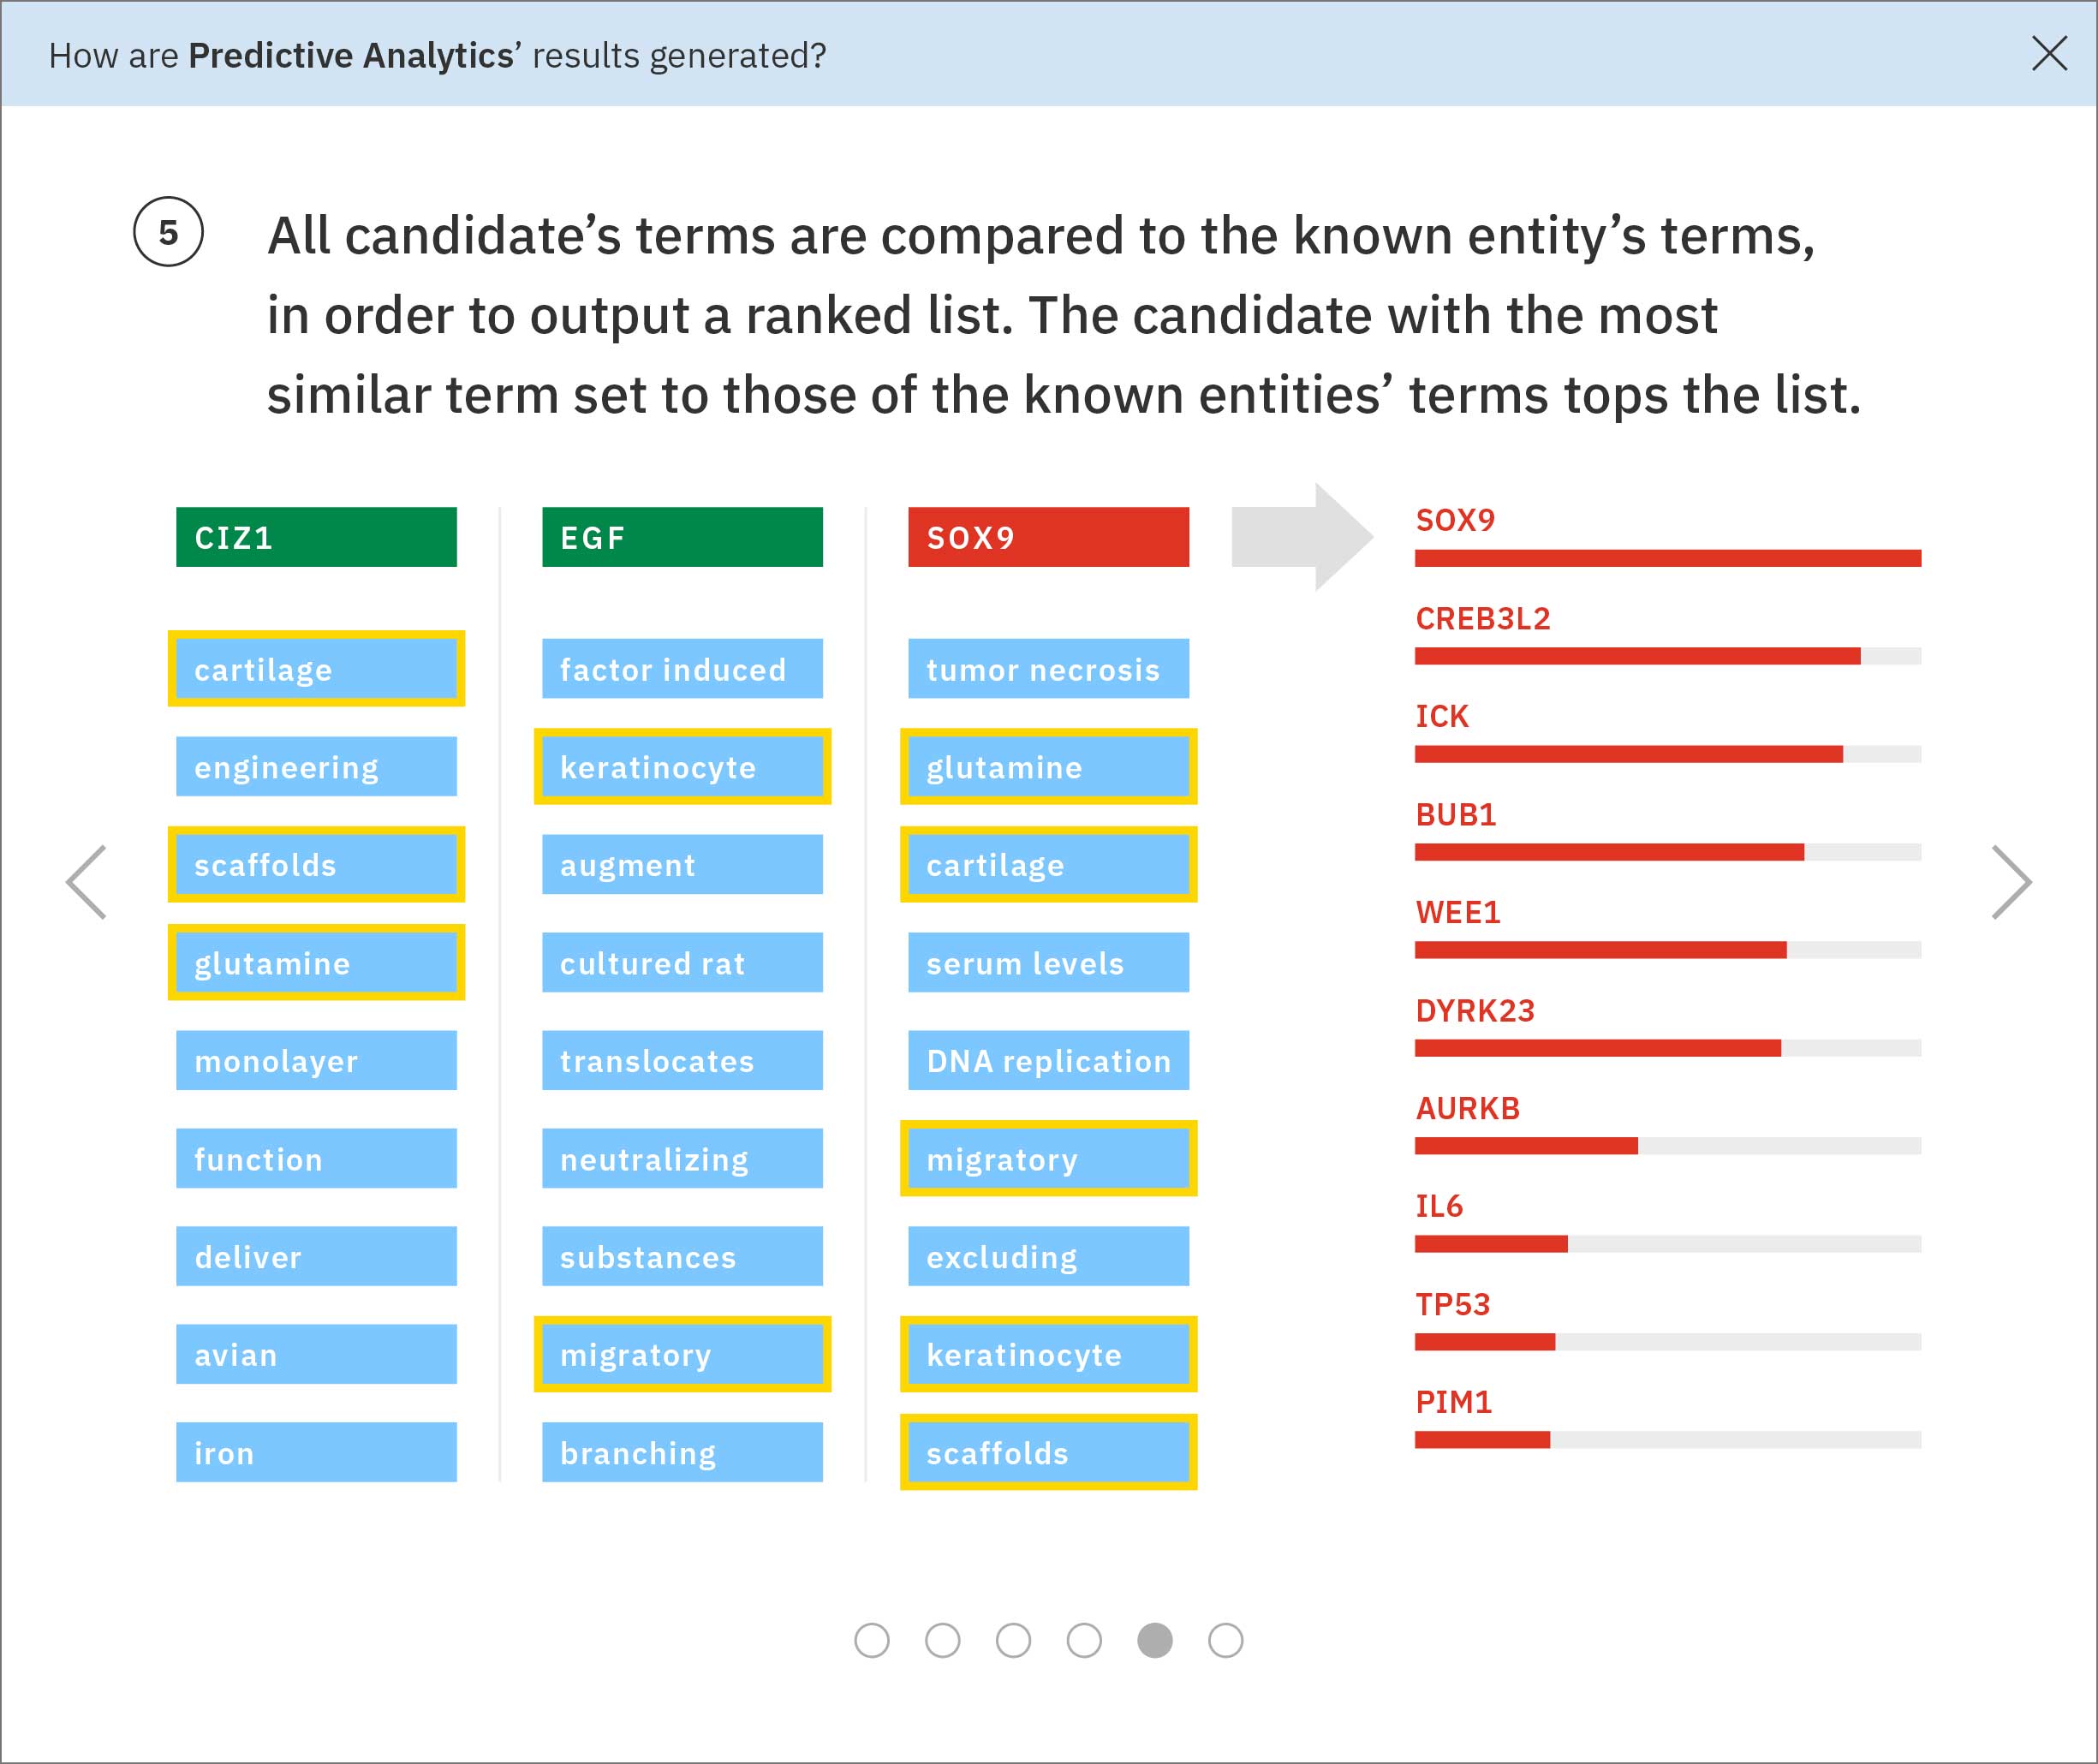 How are Predictive Analytics’ results generated?
5
All candidate’s terms are compared to the known entity’s terms,
in order to output a ranked list. The candidate with the most
similar term set to those of the known entities’ terms tops the list.
CIZ1
cartilage
engineering
scaffolds
glutamine
monolayer
function
deliver
avian
iron
EGF
factor induced
keratinocyte
augment
cultured rat
translocates
neutralizing
substances
migratory
branching
SOX9
tumor necrosis
glutamine
cartilage
serum levels
DNA replication
migratory
excluding
keratinocyte
scaffolds
SOX9
CREB3L2
ICK
BUB1
WEE1
DYRK23
AURKB
IL6
TP53
PIM1